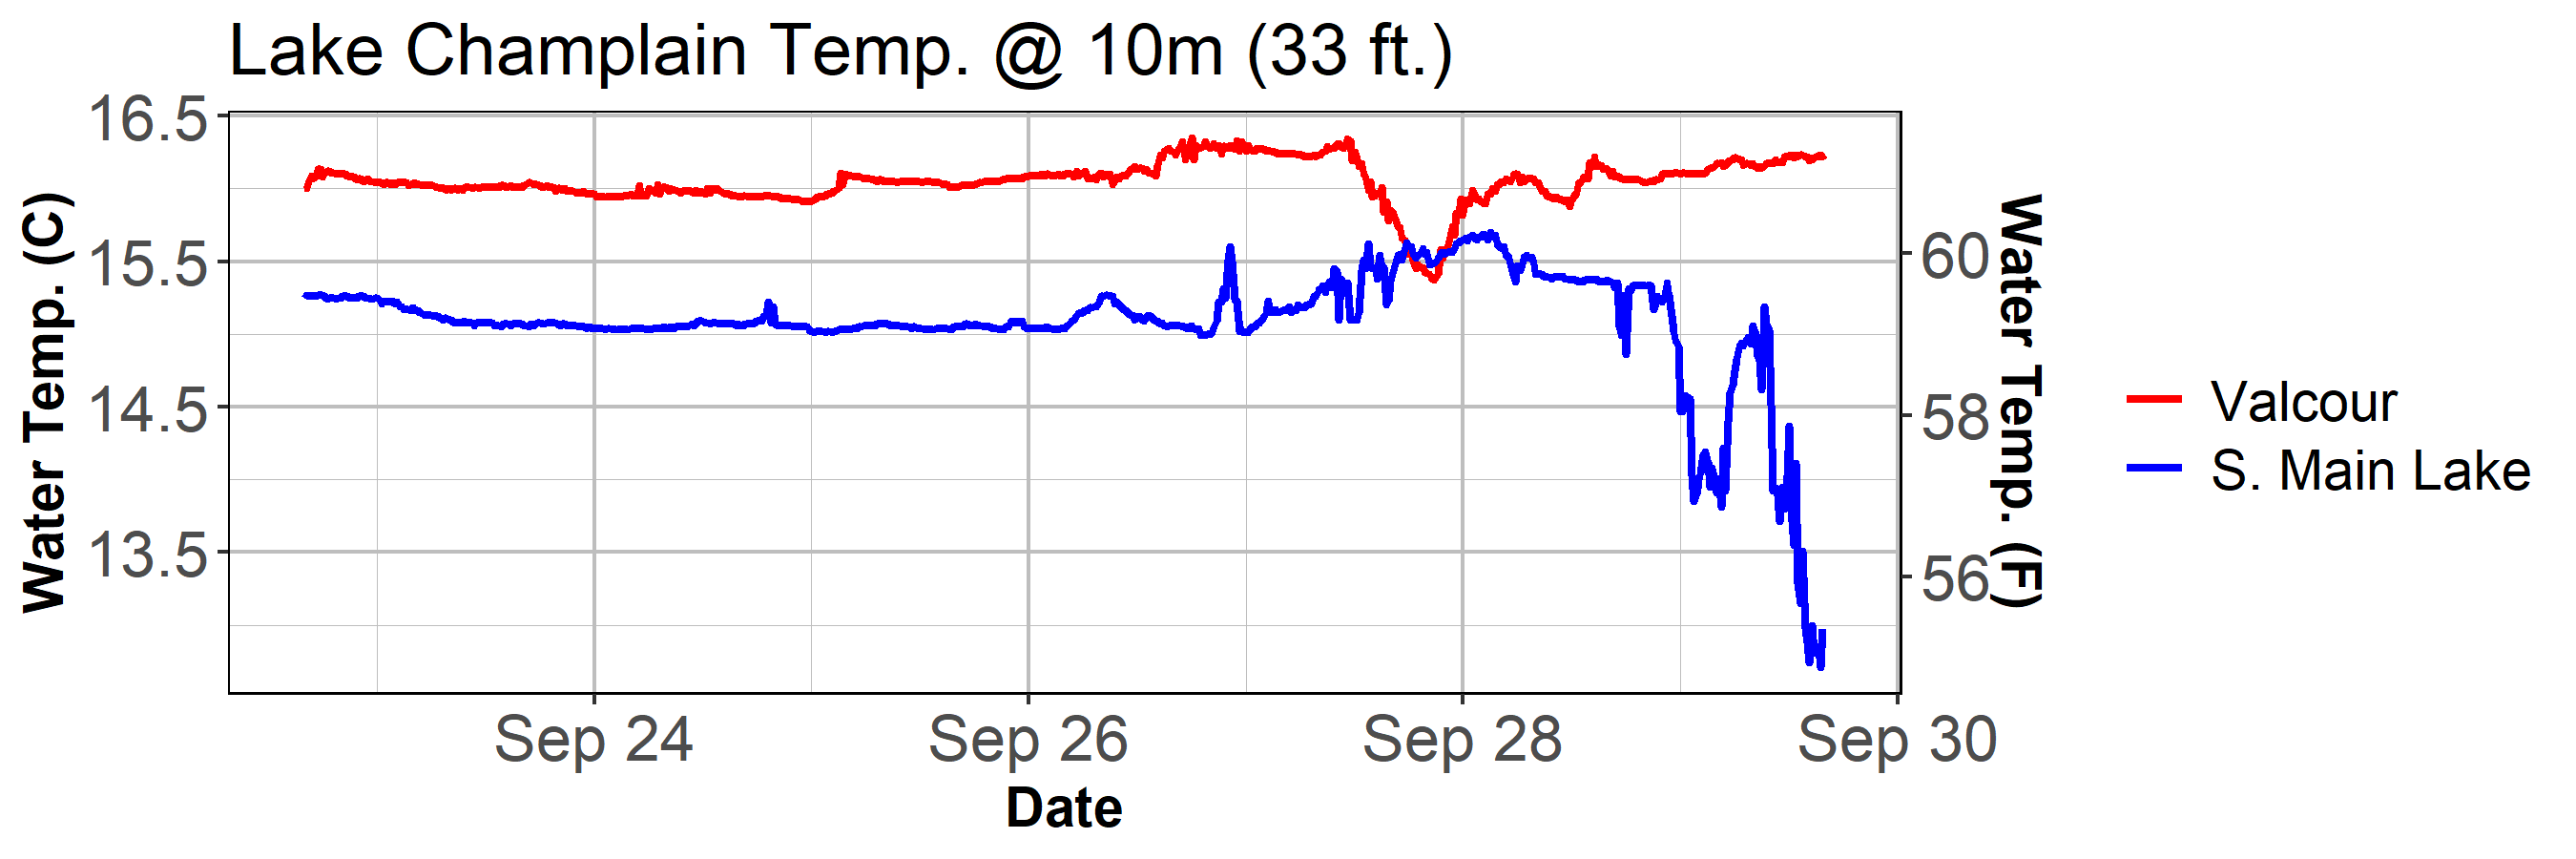 Lake Champlain Temp. @ 10m (33 ft.)
Water Temp. (C)
16.5
15.5
14.5
13.5
60
58
56
Water Temp. (F)
Valcour
S. Main Lake
Sep 24
Sep 26
Sep 28
Sep 30
Date